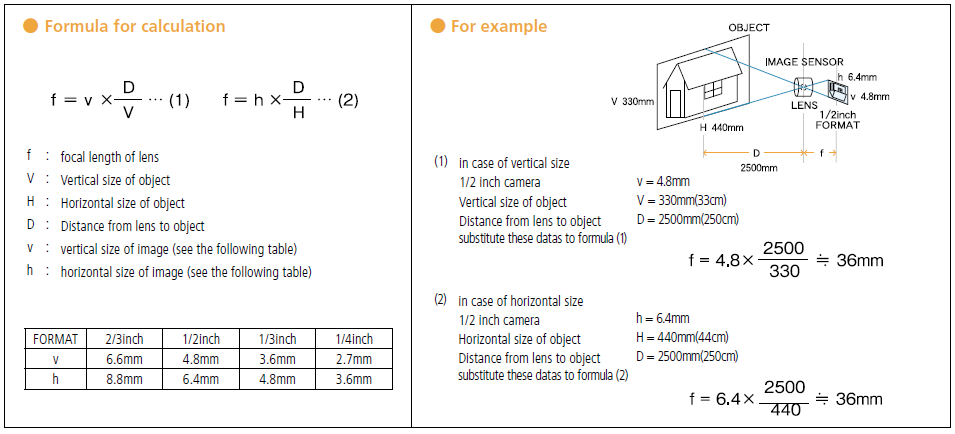 Formula for calculation
f = v × D/V ··· (1) f = h × D/H ··· (2)
f : focal length of lens
V : Vertical size of object
H : Horizontal size of object
D : Distance from lens to object
v : vertical size of image (see the following table)
h : horizontal size of image (see the following table)
FORMAT 2/3inch 1/2inch 1/3inch 1/4inch
v 6.6mm 4.8mm 3.6mm 2.7mm
h 8.8mm 6.4mm 4.8mm 3.6mm
For example
OBJECT
IMAGE SENSOR
h 6.4mm
v 4.8mm
V 330mm
LENS
1/2inch
FORMAT
H 440mm
D f
2500mm
(1) in case of vertical size
1/2 inch camera v = 4.8mm
Vertical size of object V = 330mm(33cm)
Distance from lens to object D = 2500mm(250cm)
substitute these datas to formula (1)
f = 4.8 × 2500/330 ≒ 36mm
(2) in case of horizontal size
1/2 inch camera h = 6.4mm
Horizontal size of object H = 440mm(44cm)
Distance from lens to object D = 2500mm(250cm)
substitute these datas to formula (2)
f = 6.4 × 2500/440 ≒ 36mm